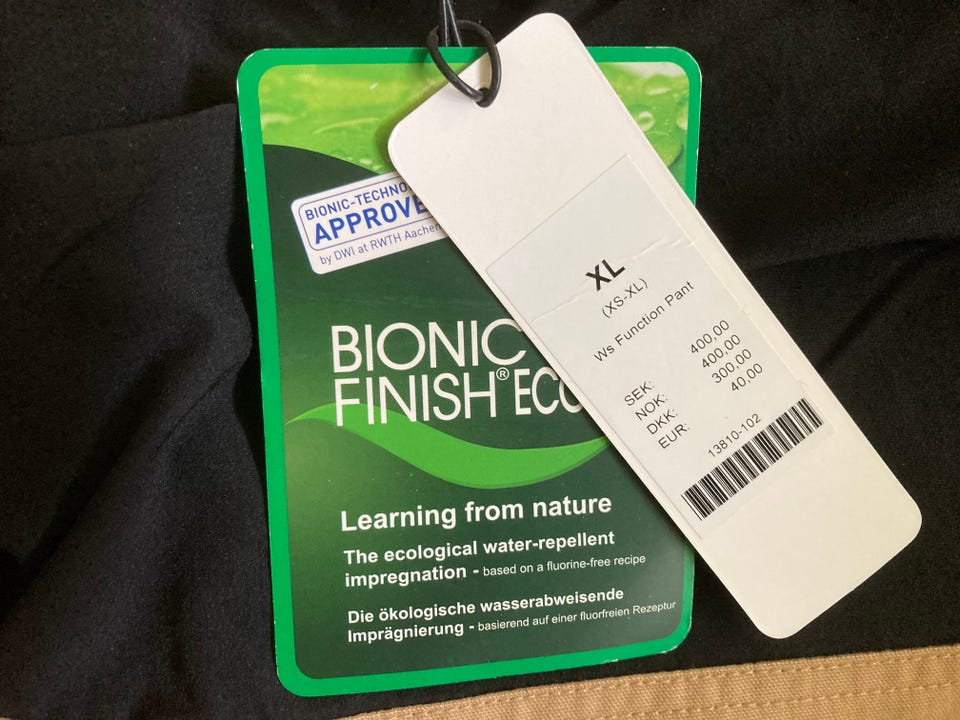 BIONIC-TECHNO
APPROVE
by DWI at RWTH Aachen
BIONIC
FINISH® ECO
Learning from nature
The ecological water-repellent
impregnation - based on a fluorine-free recipe
Die ökologische wasserabweisende
Imprägnierung - basierend auf einer fluorfreien Rezeptur
XL
(XS-XL)
Ws Function Pant
SEK: 400,00
NOK: 400,00
DKK: 300,00
EUR: 40,00
13810-102